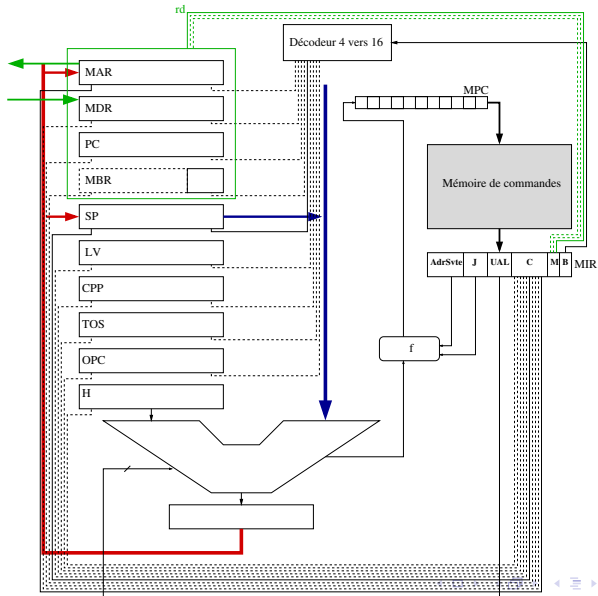 rd
Décodeur 4 vers 16
MAR
MPC
MDR
PC
MBR
Mémoire de commandes
SP
LV
AdrSvte J UAL C M B
MIR
CPP
TOS
f
OPC
H